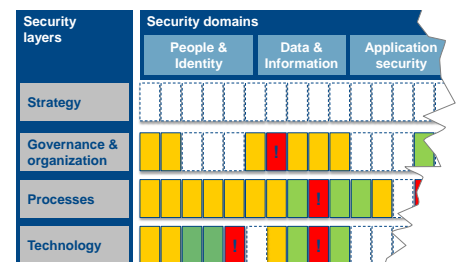 Security
layers
Security domains
People &
Identity
Data &
Information
Application
security
Strategy
Governance &
organization
!
Processes
!
Technology
!
!